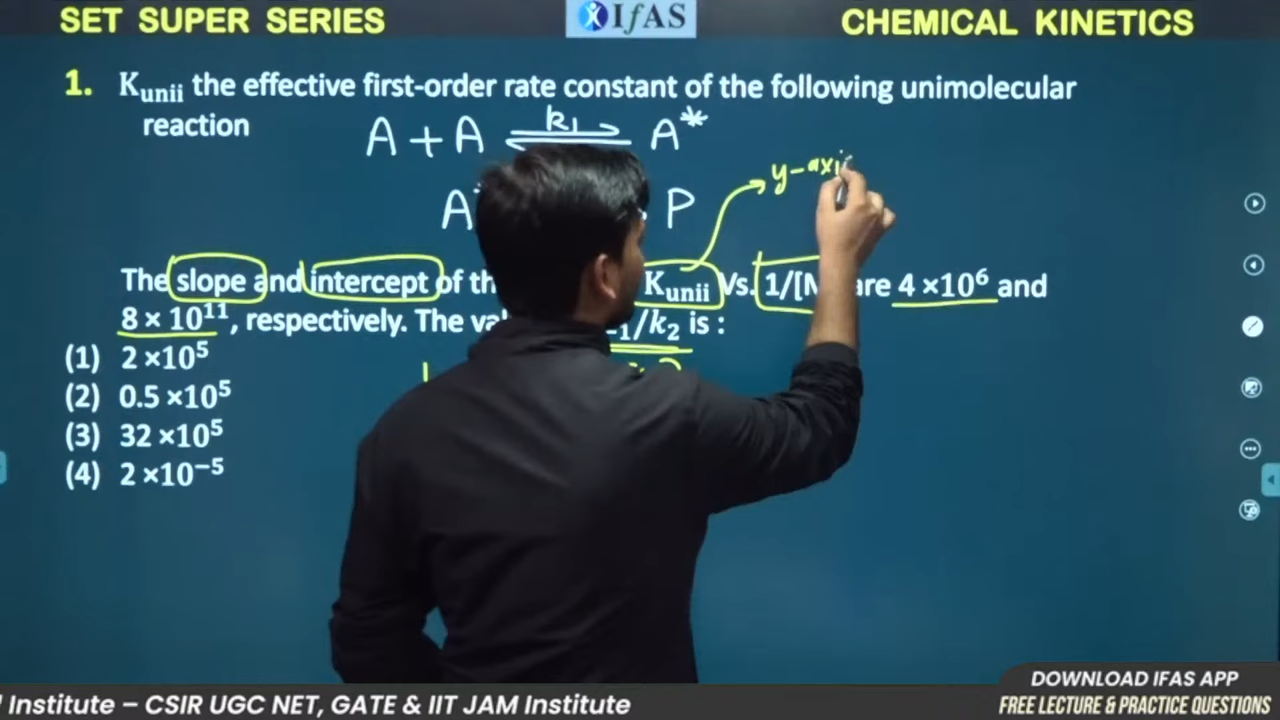 SET SUPER SERIES
IfAS
CHEMICAL KINETICS
1. Kunii the effective first-order rate constant of the following unimolecular
reaction
A + A k1 A*
y-axi
A P
The slope and intercept of Kunii Vs. 1/[ are 4 ×10⁶ and
8 × 10¹¹, respectively. The 1/k2 is :
(1) 2 ×10⁵
(2) 0.5 ×10⁵
(3) 32 ×10⁵
(4) 2 ×10⁻⁵
DOWNLOAD IFAS APP
Institute – CSIR UGC NET, GATE & IIT JAM Institute
FREE LECTURE & PRACTICE QUESTIONS